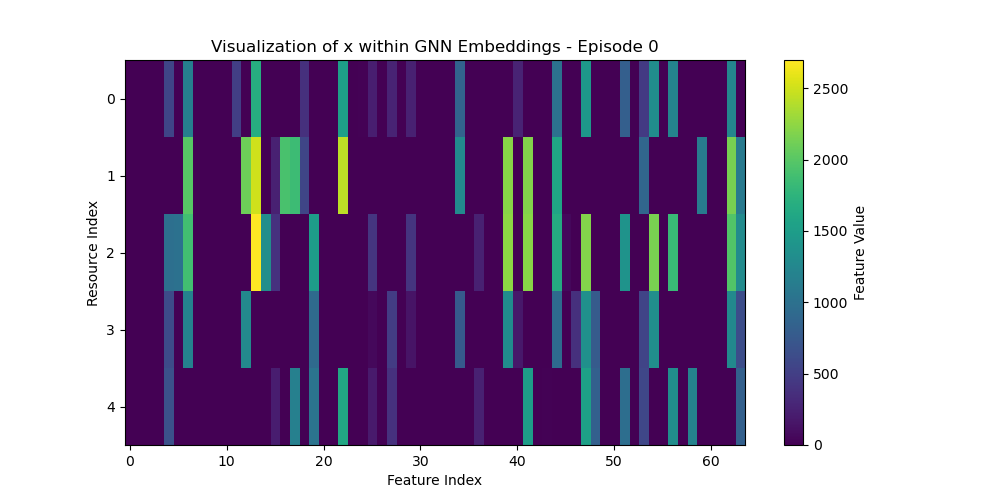 Visualization of x within GNN Embeddings - Episode 0
Resource Index
0
1
2
3
4
0 10 20 30 40 50 60
Feature Index
2500
2000
1500
1000
500
0
Feature Value